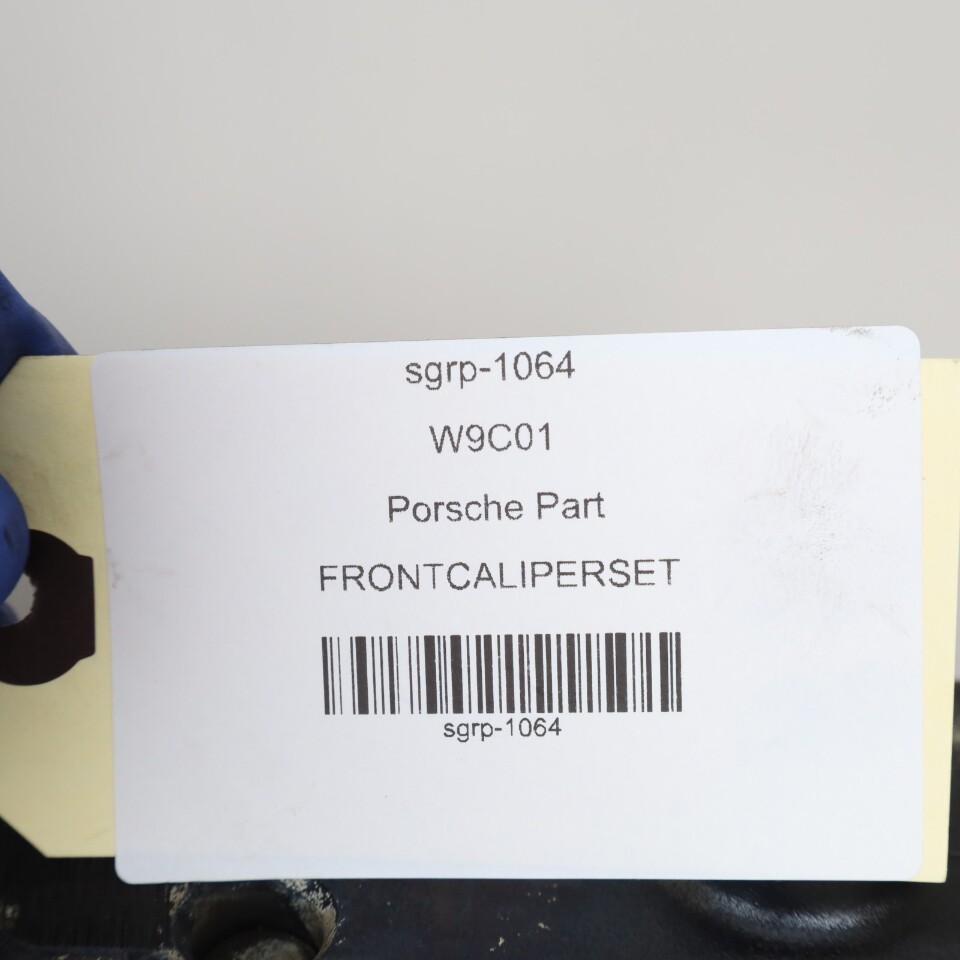 sgrp-1064
W9C01
Porsche Part
FRONTCALIPERSET
sgrp-1064